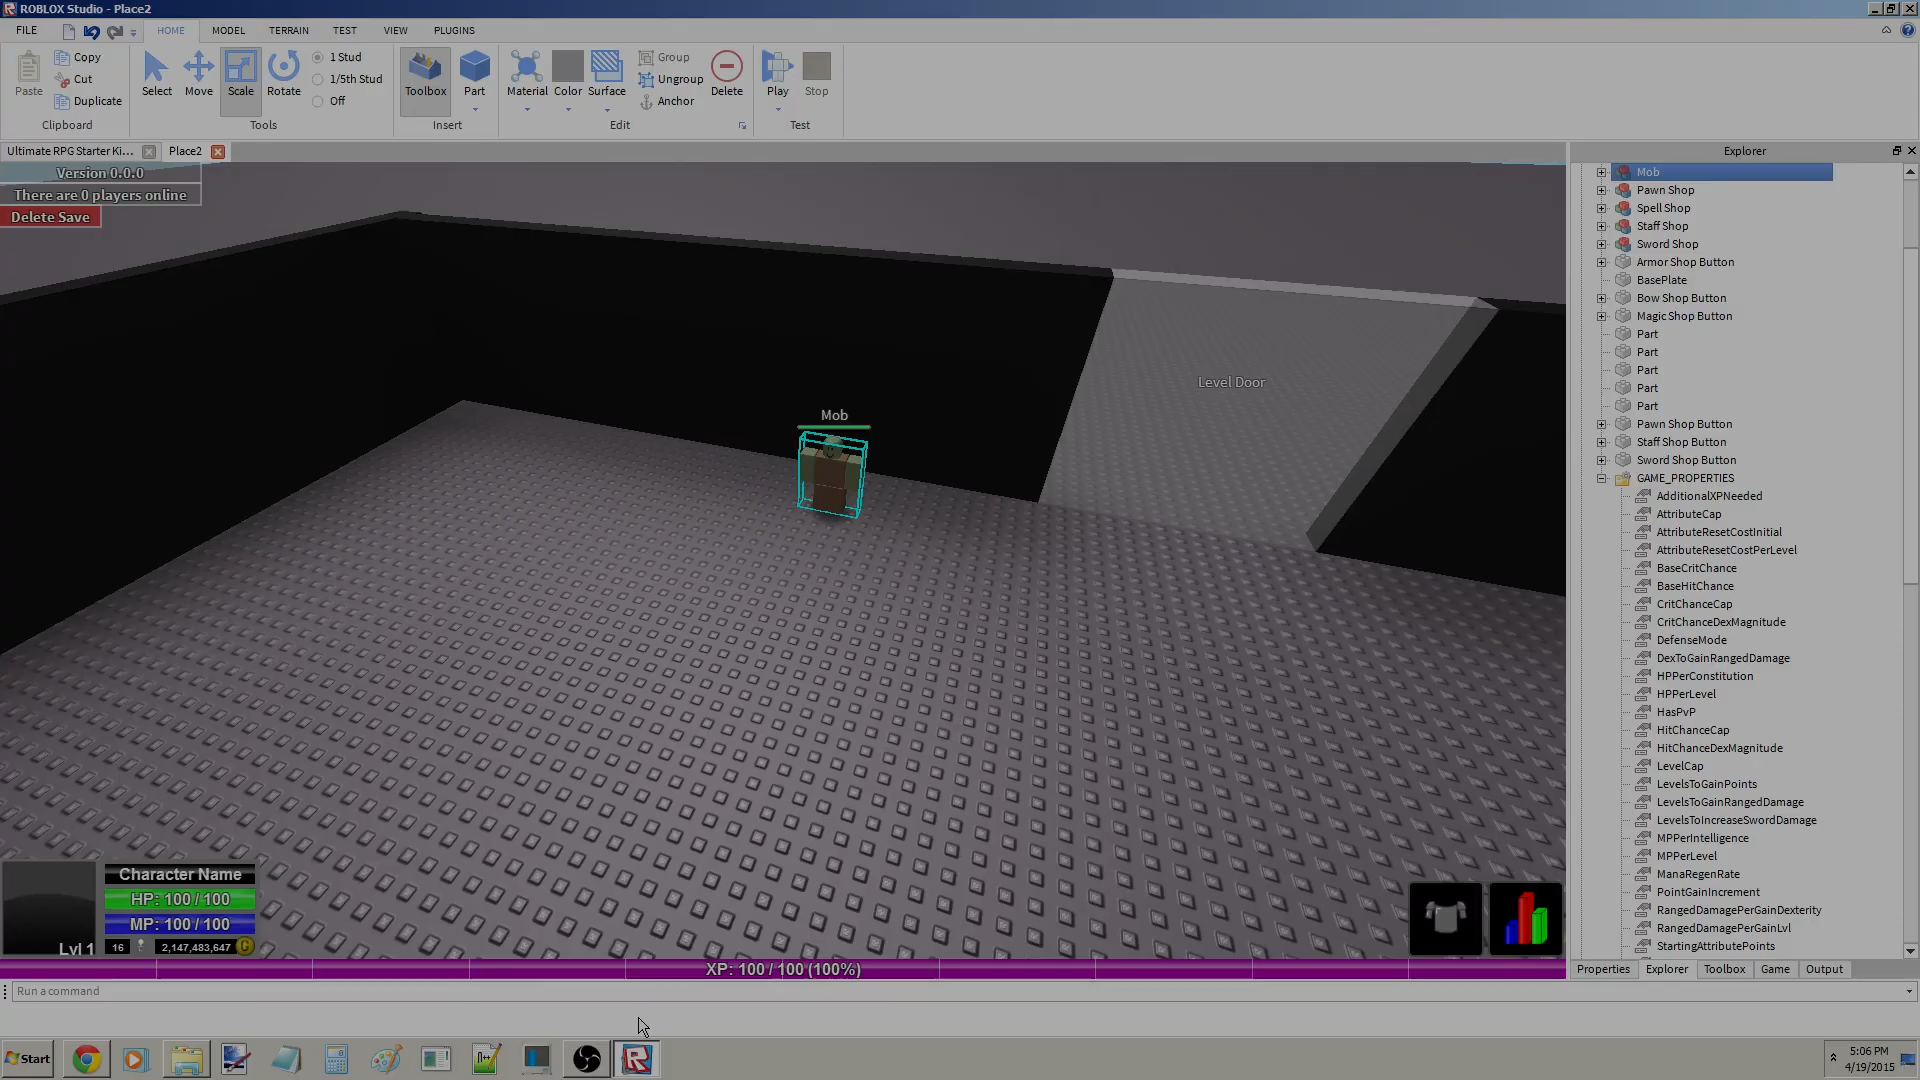 ROBLOX Studio - Place2
FILE
HOME
MODEL
TERRAIN
TEST
VIEW
PLUGINS
Paste
Copy
Cut
Duplicate
Clipboard
Select
Move
Scale
Rotate
1 Stud
1/5th Stud
Off
Tools
Toolbox
Part
Insert
Material
Color
Surface
Group
Ungroup
Anchor
Delete
Edit
Play
Stop
Test
Ultimate RPG Starter Ki...
Place2
Version 0.0.0
There are 0 players online
Delete Save
Mob
Level Door
Character Name
HP: 100 / 100
MP: 100 / 100
Lvl 1
16
2,147,483,647
G
XP: 100 / 100 (100%)
Explorer
Mob
Pawn Shop
Spell Shop
Staff Shop
Sword Shop
Armor Shop Button
BasePlate
Bow Shop Button
Magic Shop Button
Part
Part
Part
Part
Part
Pawn Shop Button
Staff Shop Button
Sword Shop Button
GAME_PROPERTIES
AdditionalXPNeeded
AttributeCap
AttributeResetCostInitial
AttributeResetCostPerLevel
BaseCritChance
BaseHitChance
CritChanceCap
CritChanceDexMagnitude
DefenseMode
DexToGainRangedDamage
HPPerConstitution
HPPerLevel
HasPvP
HitChanceCap
HitChanceDexMagnitude
LevelCap
LevelsToGainPoints
LevelsToGainRangedDamage
LevelsToIncreaseSwordDamage
MPPerIntelligence
MPPerLevel
ManaRegenRate
PointGainIncrement
RangedDamagePerGainDexterity
RangedDamagePerGainLvl
StartingAttributePoints
Properties
Explorer
Toolbox
Game
Output
Run a command
Start
5:06 PM
4/19/2015